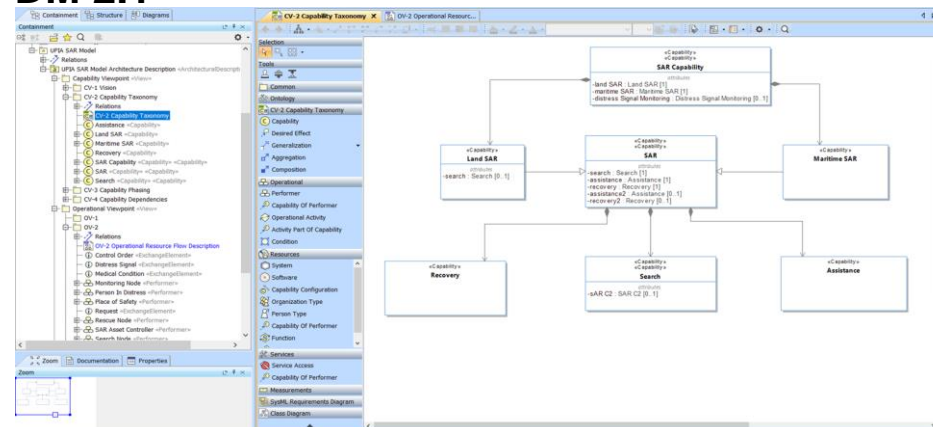 DM-2H
Containment
Structure
Diagrams
Containment
UPIA SAR Model
Relations
UPIA SAR Model Architecture Description «ArchitecturalDescripti
Capability Viewpoint «View»
CV-1 Vision
CV-2 Capability Taxonomy
Relations
CV-2 Capability Taxonomy
Assistance «Capability»
Land SAR «Capability»
Maritime SAR «Capability»
Recovery «Capability»
SAR Capability «Capability» «Capability»
SAR «Capability» «Capability»
Search «Capability» «Capability»
CV-3 Capability Phasing
CV-4 Capability Dependencies
Operational Viewpoint «View»
OV-1
OV-2
Relations
OV-2 Operational Resource Flow Description
Control Order «ExchangeElement»
Distress Signal «ExchangeElement»
Medical Condition «ExchangeElement»
Monitoring Node «Performer»
Person In Distress «Performer»
Place of Safety «Performer»
Request «ExchangeElement»
Rescue Node «Performer»
SAR Asset Controller «Performer»
Search Node «Performer»
Zoom
Documentation
Properties
Zoom
CV-2 Capability Taxonomy
OV-2 Operational Resourc...
Selection
Tools
Common
Ontology
CV-2 Capability Taxonomy
Capability
Desired Effect
Generalization
Aggregation
Composition
Operational
Performer
Capability Of Performer
Operational Activity
Activity Part Of Capability
Condition
Resources
System
Software
Capability Configuration
Organization Type
Person Type
Capability Of Performer
Function
Services
Service Access
Capability Of Performer
Measurements
SysML Requirements Diagram
Class Diagram
«Capability»
«Capability»
SAR Capability
attributes
-land SAR : Land SAR [1]
-maritime SAR : Maritime SAR [1]
-distress Signal Monitoring : Distress Signal Monitoring [0..1]
«Capability»
Land SAR
attributes
-search : Search [0..1]
«Capability»
«Capability»
SAR
attributes
-search : Search [1]
-assistance : Assistance [1]
-recovery : Recovery [1]
-assistance2 : Assistance [0..1]
-recovery2 : Recovery [0..1]
«Capability»
Maritime SAR
«Capability»
Recovery
«Capability»
«Capability»
Search
attributes
-sAR C2 : SAR C2 [0..1]
«Capability»
Assistance